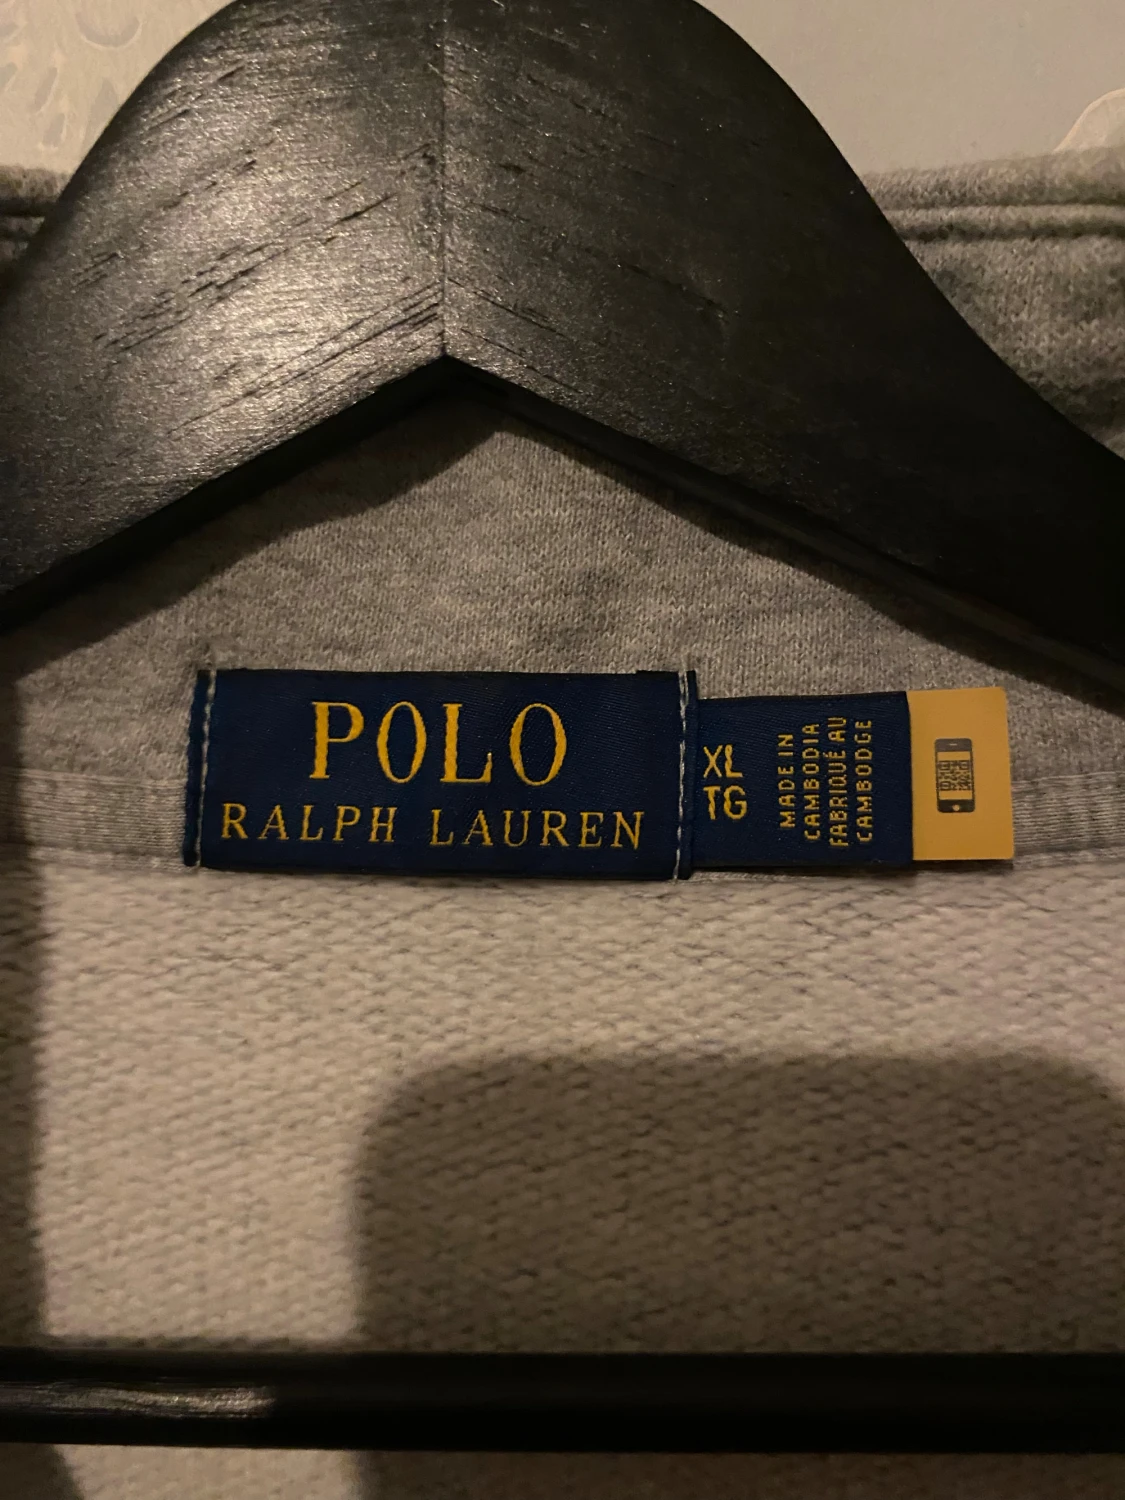 POLO
RALPH LAUREN
XL
TG
MADE IN
CAMBODIA
FABRIQUÉ AU
CAMBODGE